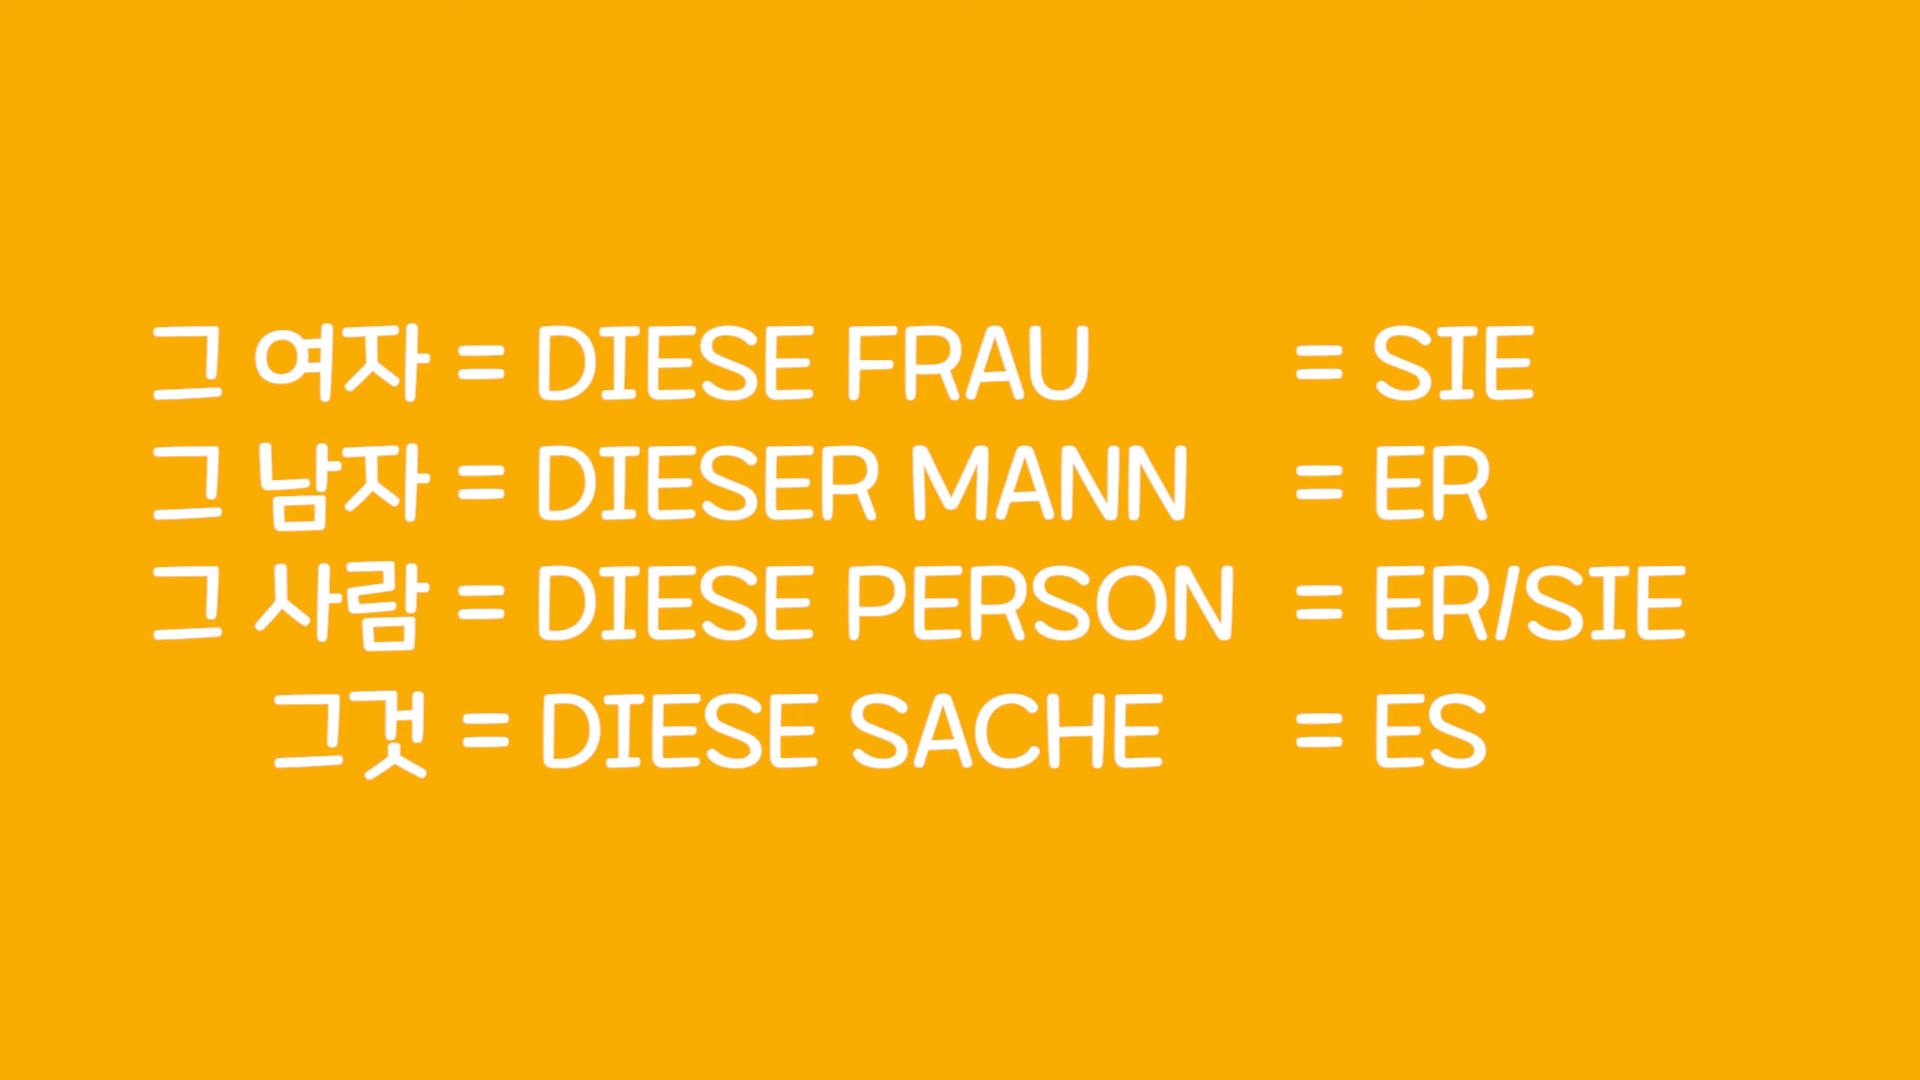 그 여자 = DIESE FRAU = SIE
그 남자 = DIESER MANN = ER
그 사람 = DIESE PERSON = ER/SIE
그것 = DIESE SACHE = ES